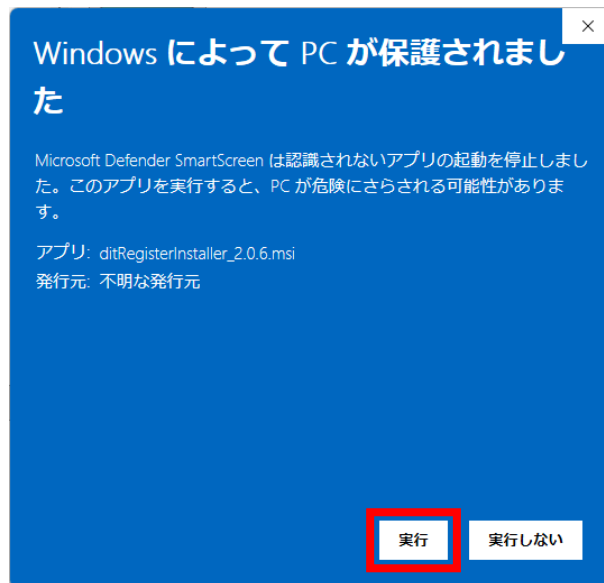 Windows によって PC が保護されまし
た
Microsoft Defender SmartScreen は認識されないアプリの起動を停止しまし
た。このアプリを実行すると、PC が危険にさらされる可能性がありま
す。
アプリ: ditRegisterInstaller_2.0.6.msi
発行元: 不明な発行元
実行 実行しない